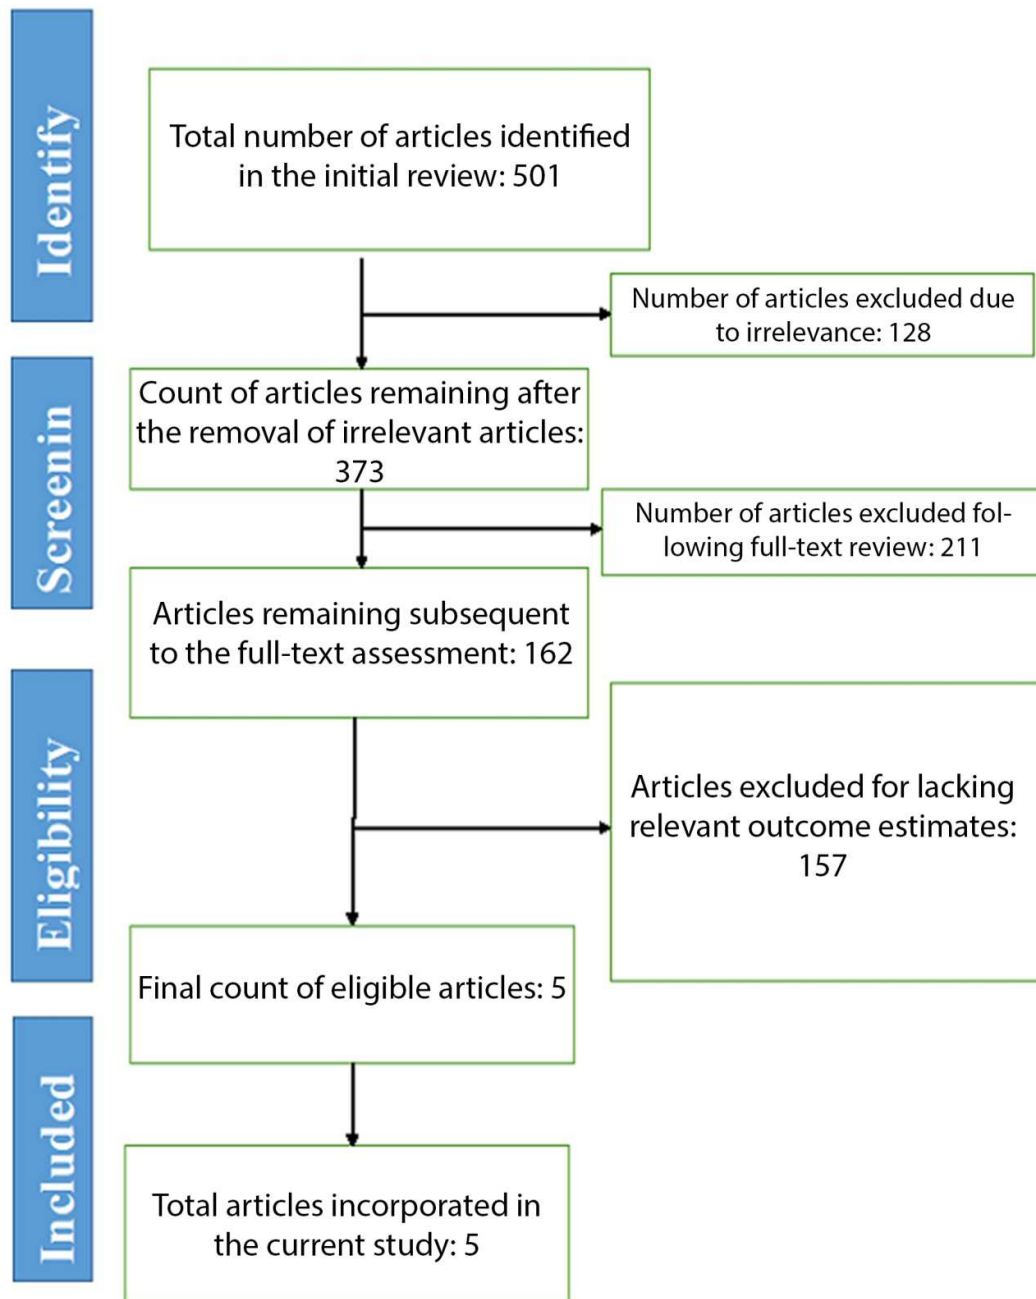 Identify
Total number of articles identified
in the initial review: 501
Number of articles excluded due
to irrelevance: 128
Screenin
Count of articles remaining after
the removal of irrelevant articles:
373
Number of articles excluded fol-
lowing full-text review: 211
Articles remaining subsequent
to the full-text assessment: 162
Eligibility
Articles excluded for lacking
relevant outcome estimates:
157
Final count of eligible articles: 5
Included
Total articles incorporated in
the current study: 5